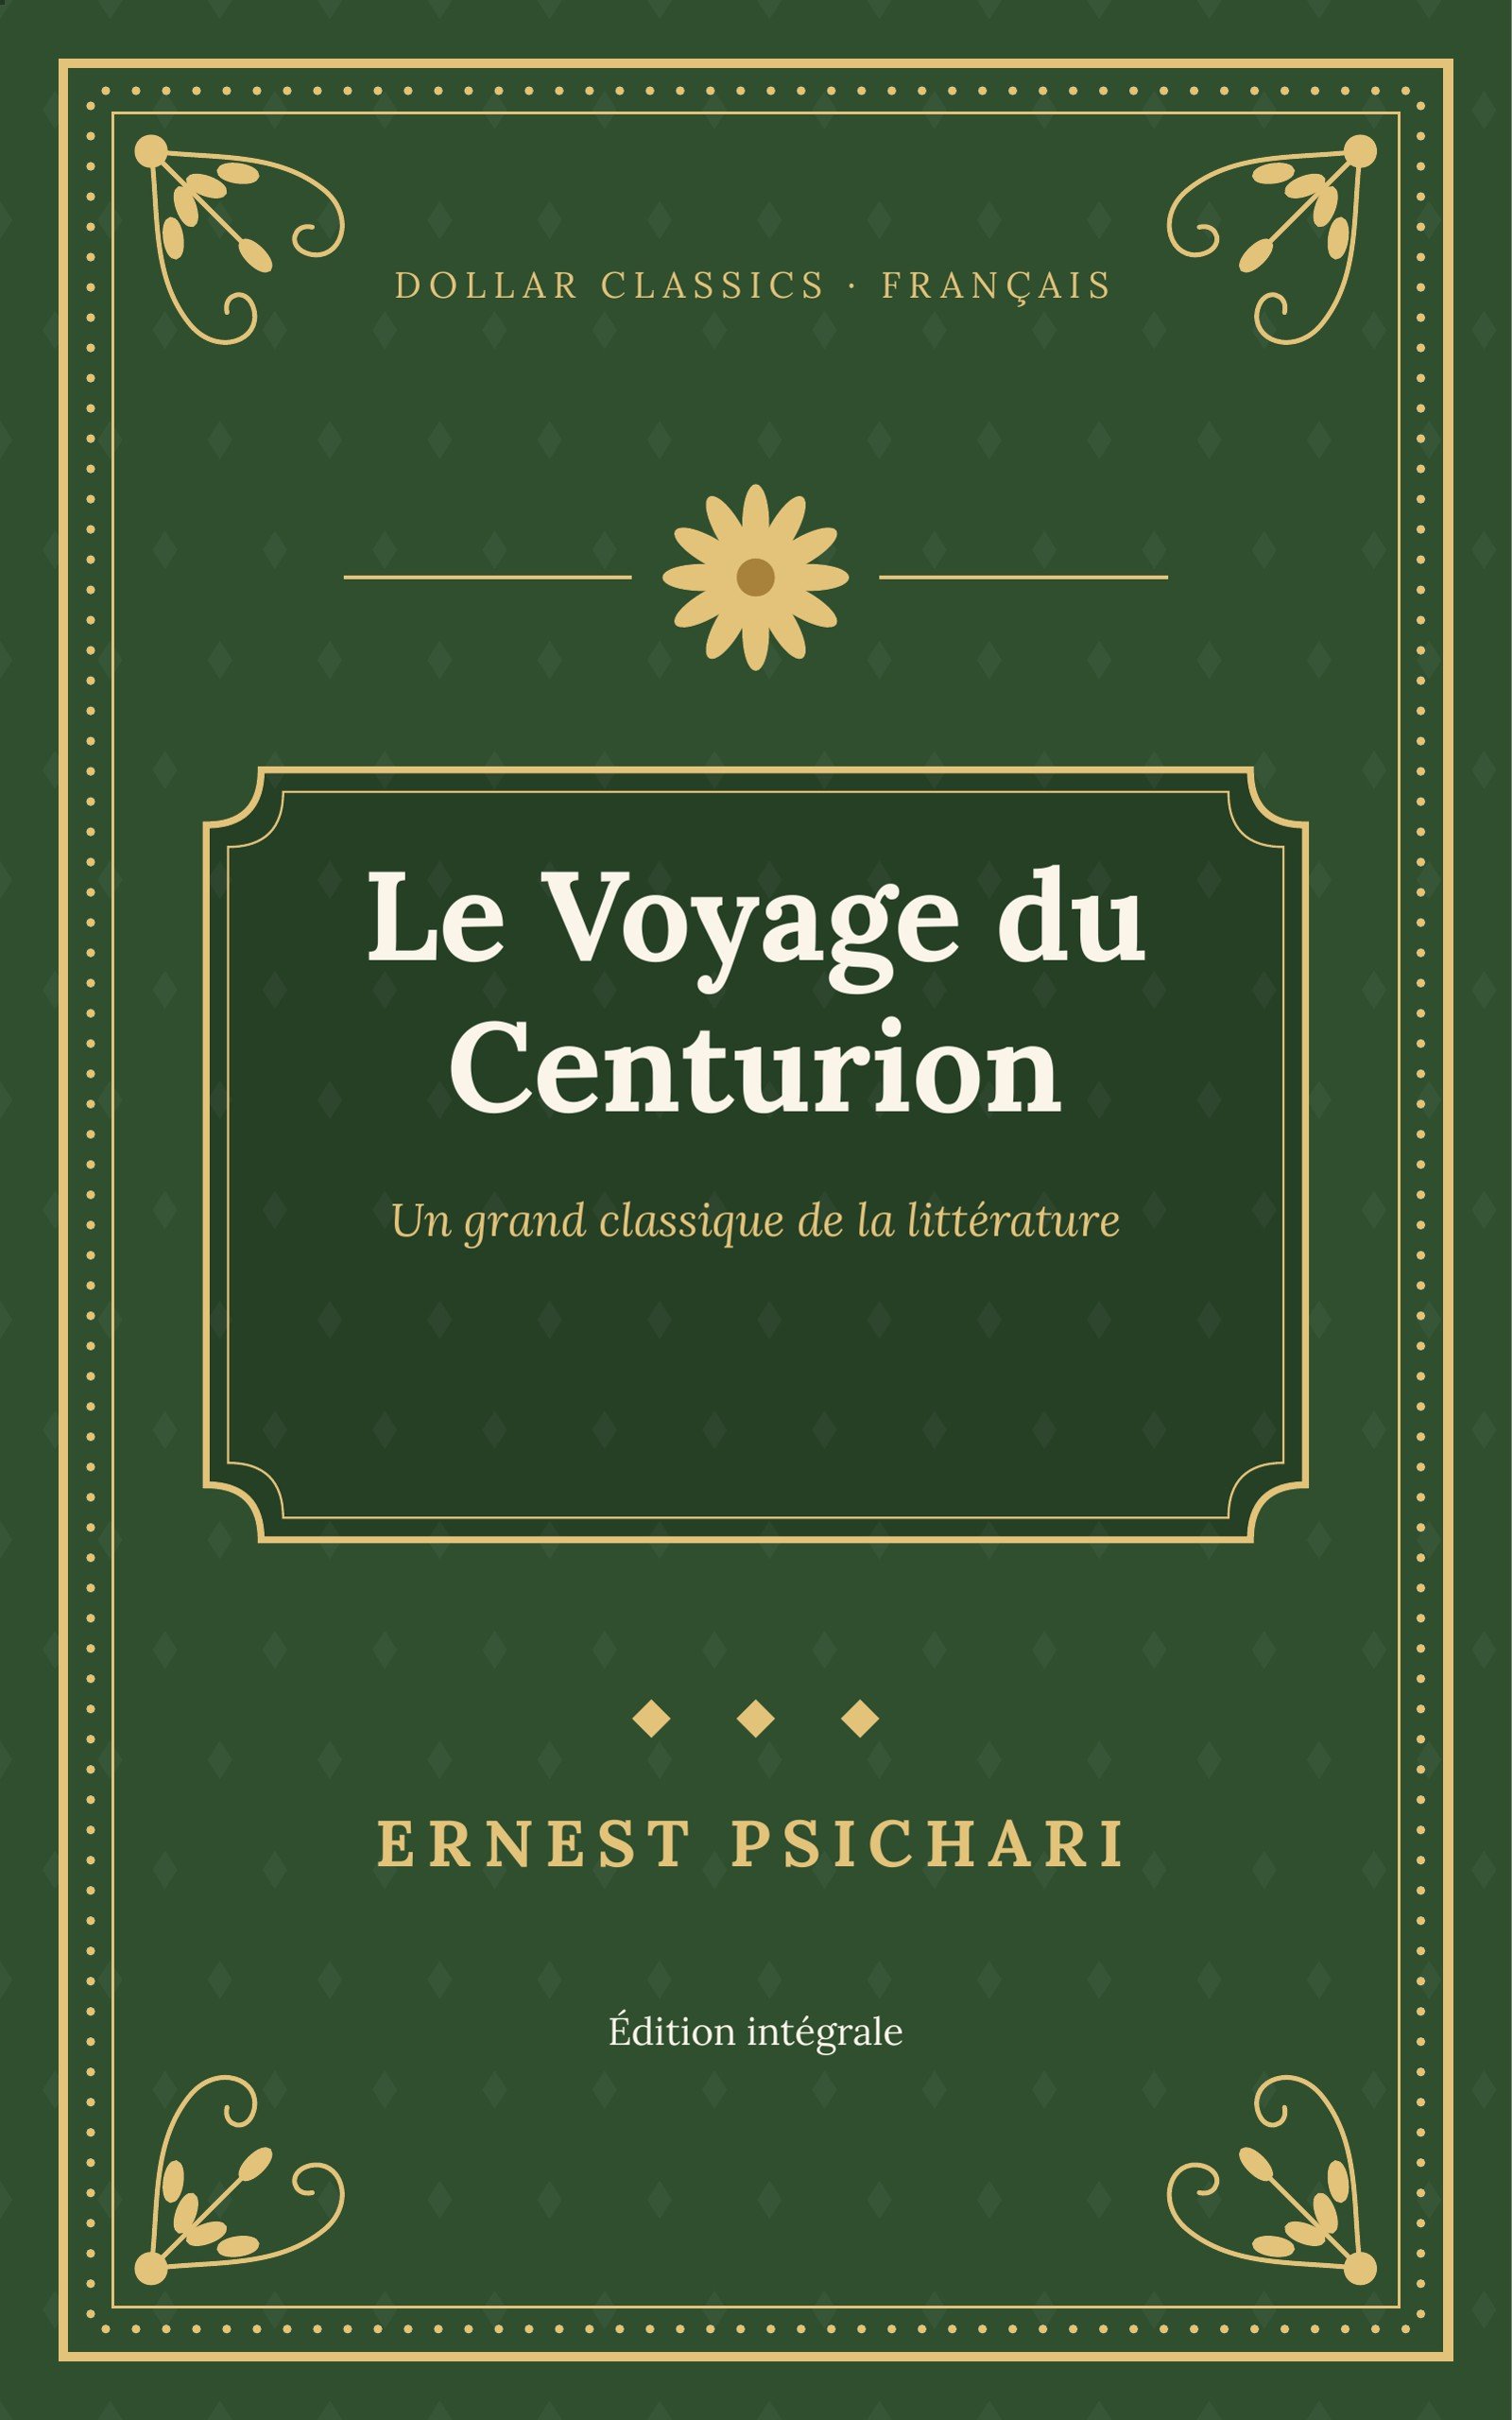 DOLLAR CLASSICS · FRANÇAIS
Le Voyage du
Centurion
Un grand classique de la littérature
ERNEST PSICHARI
Édition intégrale